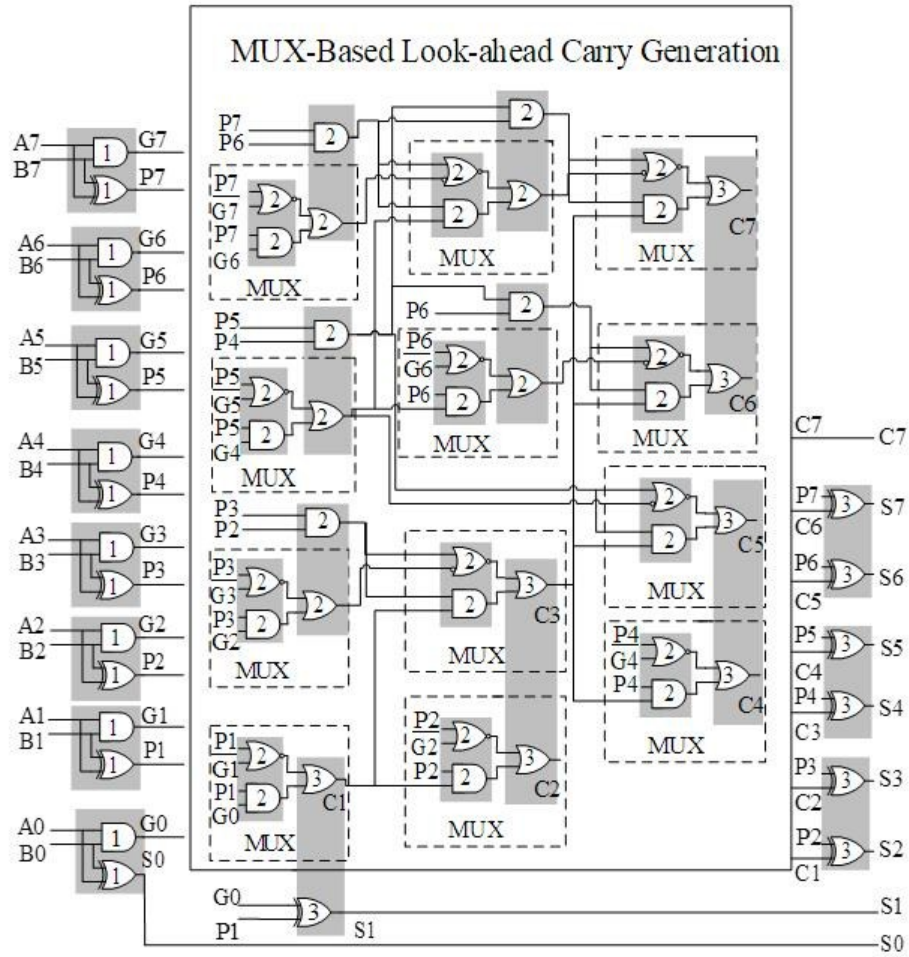 MUX-Based Look-ahead Carry Generation
A7
B7
1
1
G7
P7
A6
B6
1
1
G6
P6
A5
B5
1
1
G5
P5
A4
B4
1
1
G4
P4
A3
B3
1
1
G3
P3
A2
B2
1
1
G2
P2
A1
B1
1
1
G1
P1
A0
B0
1
1
G0
S0
P7
P6
2
P7
G7
P7
G6
2
2
2
MUX
P5
P4
2
P5
G5
P5
G4
2
2
2
MUX
P3
P2
2
P3
G3
P3
G2
2
2
2
MUX
P1
G1
P1
G0
2
2
3
C1
MUX
G0
P1
3
S1
2
2
2
2
MUX
P6
2
P6
G6
P6
2
2
2
MUX
2
2
3
C3
MUX
P2
G2
P2
2
2
3
C2
MUX
2
2
3
C7
MUX
2
2
3
C6
MUX
2
2
3
C5
MUX
P4
G4
P4
2
2
3
C4
MUX
C7
C7
P7
C6
3
S7
P6
C5
3
S6
P5
C4
3
S5
P4
C3
3
S4
P3
C2
3
S3
P2
C1
3
S2
S1
S0